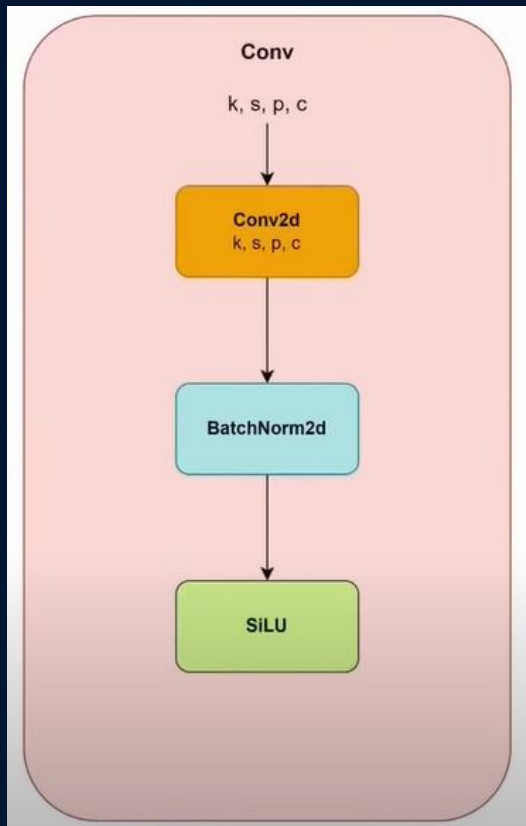 Conv
k, s, p, c
Conv2d
k, s, p, c
BatchNorm2d
SiLU